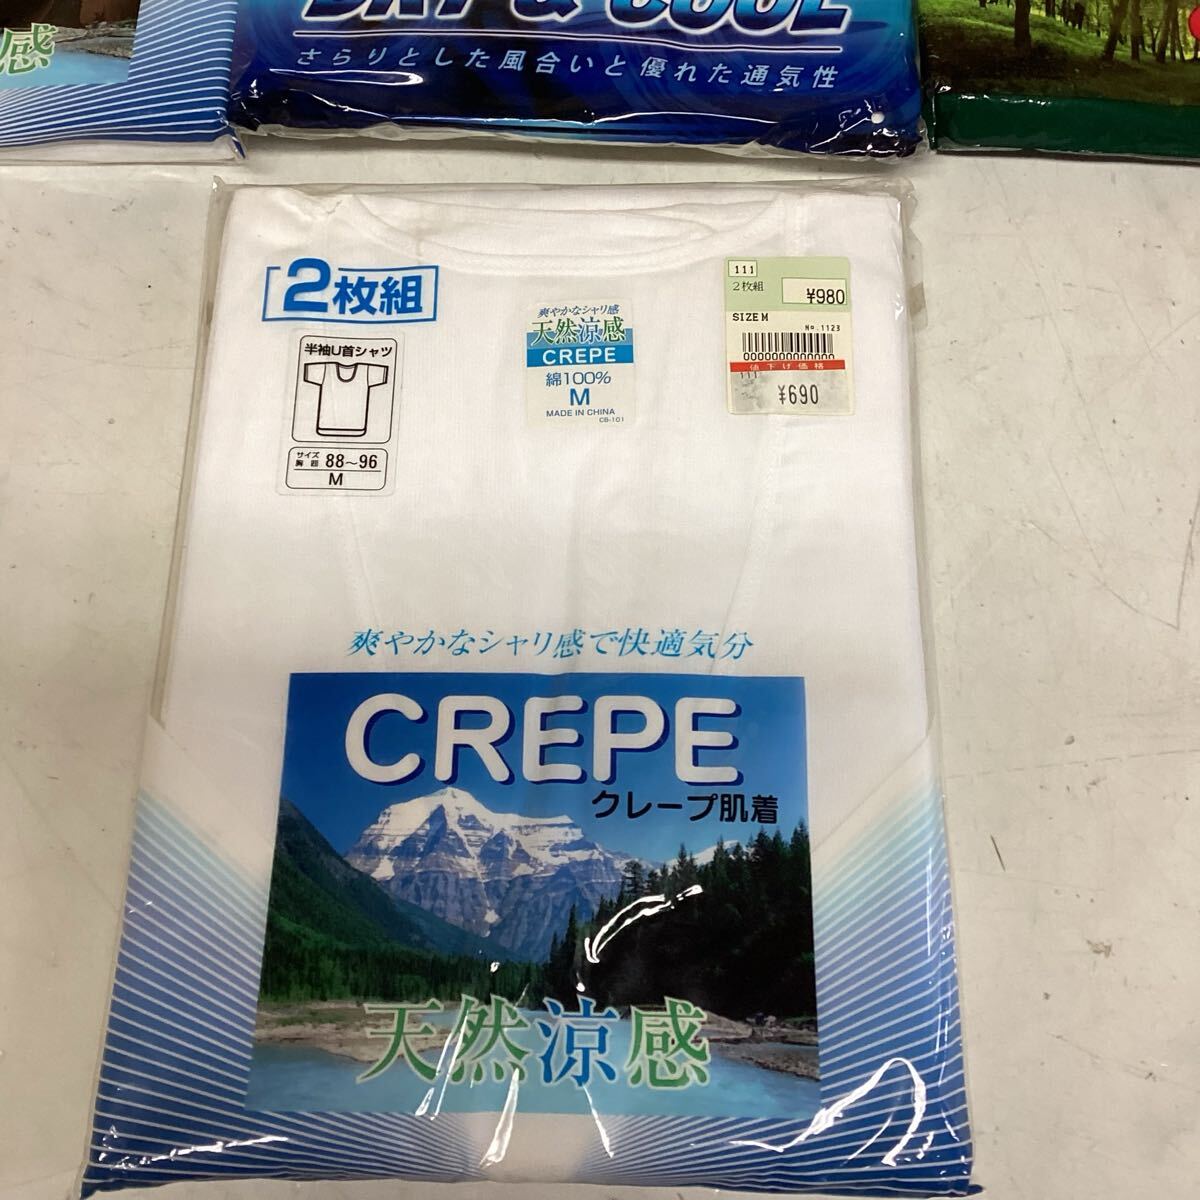 感
DRY & COOL
さらりとした風合いと優れた通気性
2枚組
半袖U首シャツ
サイズ
胸囲 88~96
M
爽やかなシャリ感
天然涼感
CREPE
綿100%
M
MADE IN CHINA
CB-101
111
2枚組
¥980
SIZE M
No.1123
0000000000000
値下げ価格
111
¥690
爽やかなシャリ感で快適気分
CREPE
クレープ肌着
天然涼感